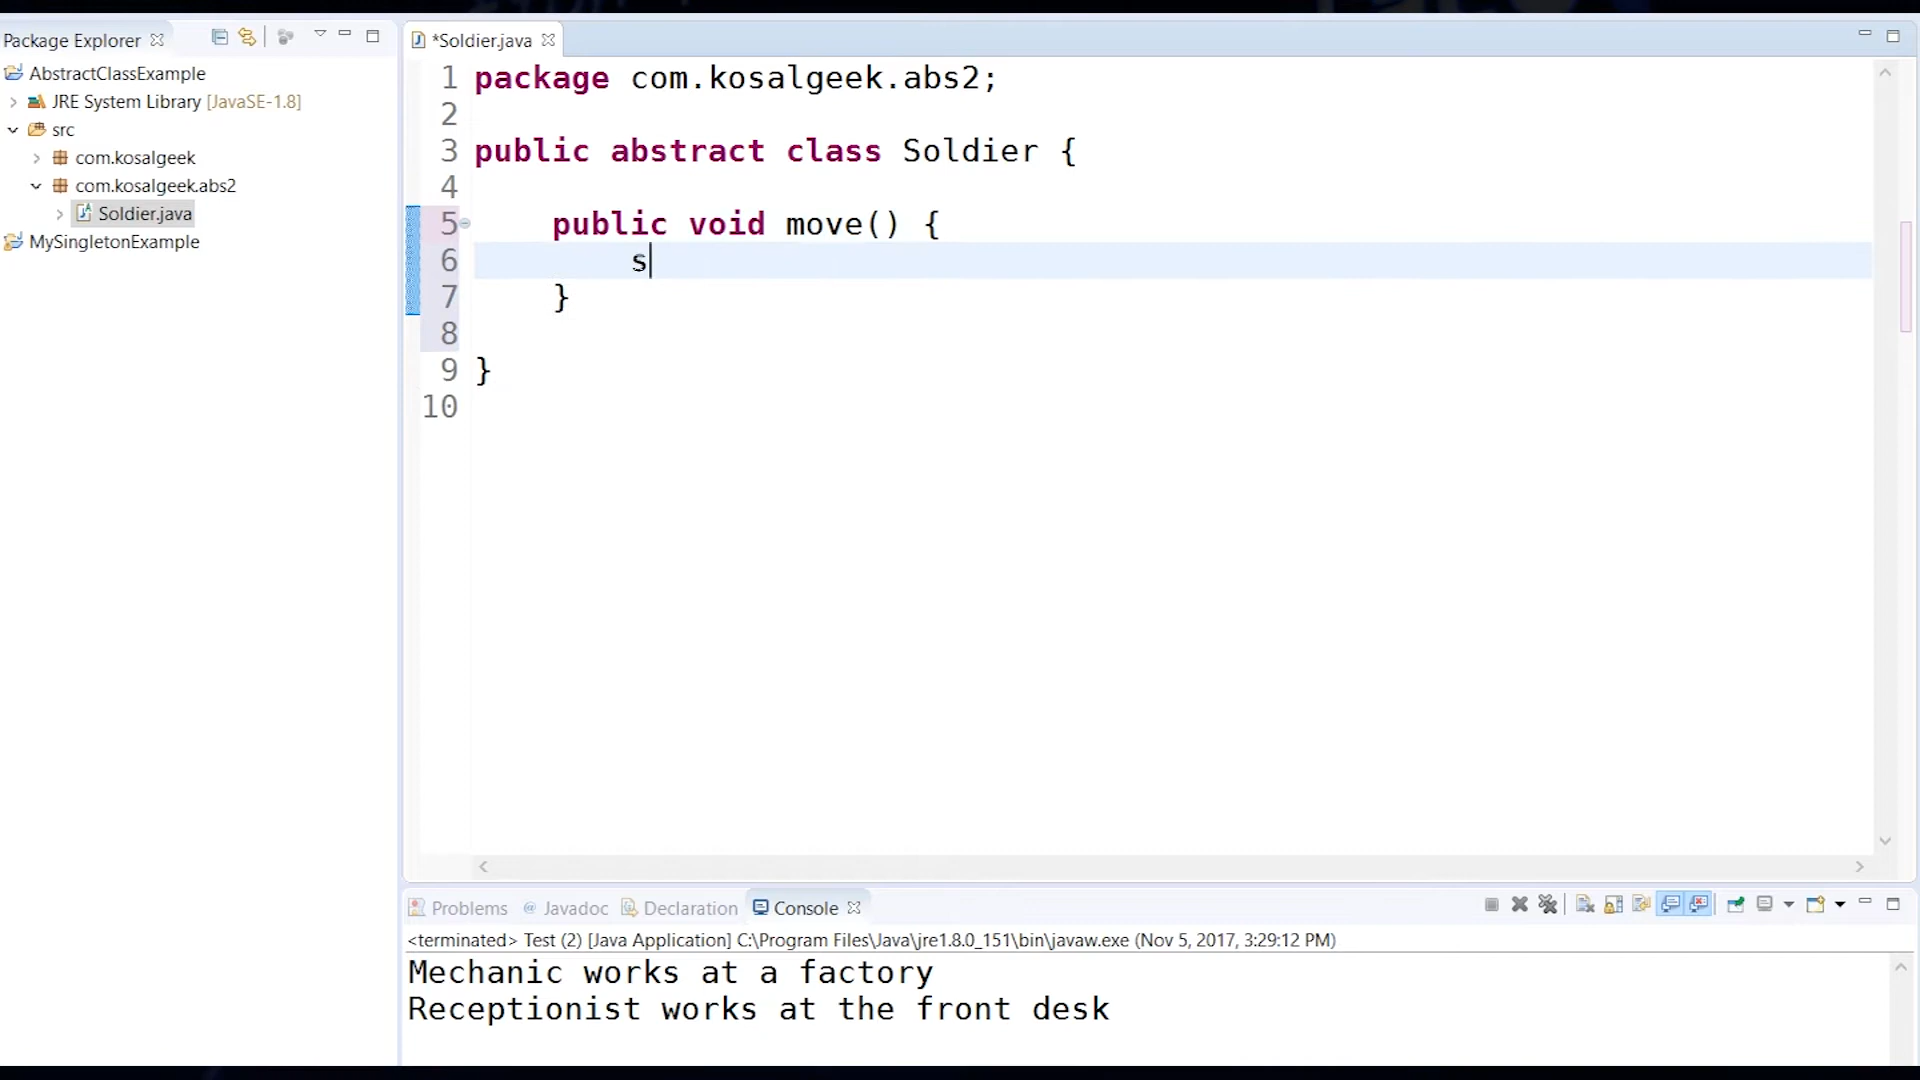 Package Explorer
AbstractClassExample
JRE System Library [JavaSE-1.8]
src
com.kosalgeek
com.kosalgeek.abs2
Soldier.java
MySingletonExample
*Soldier.java
1 package com.kosalgeek.abs2;
2
3 public abstract class Soldier {
4
5 public void move() {
6 s
7 }
8
9 }
10
Problems @ Javadoc Declaration Console
<terminated> Test (2) [Java Application] C:\Program Files\Java\jre1.8.0_151\bin\javaw.exe (Nov 5, 2017, 3:29:12 PM)
Mechanic works at a factory
Receptionist works at the front desk